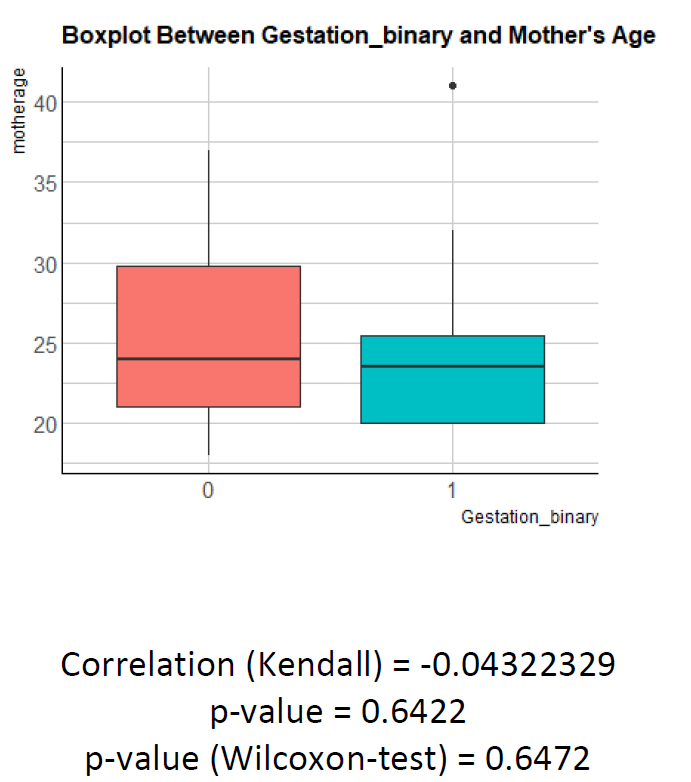 Boxplot Between Gestation_binary and Mother's Age
motherage
40
35
30
25
20
0 1
Gestation_binary
Correlation (Kendall) = -0.04322329
p-value = 0.6422
p-value (Wilcoxon-test) = 0.6472